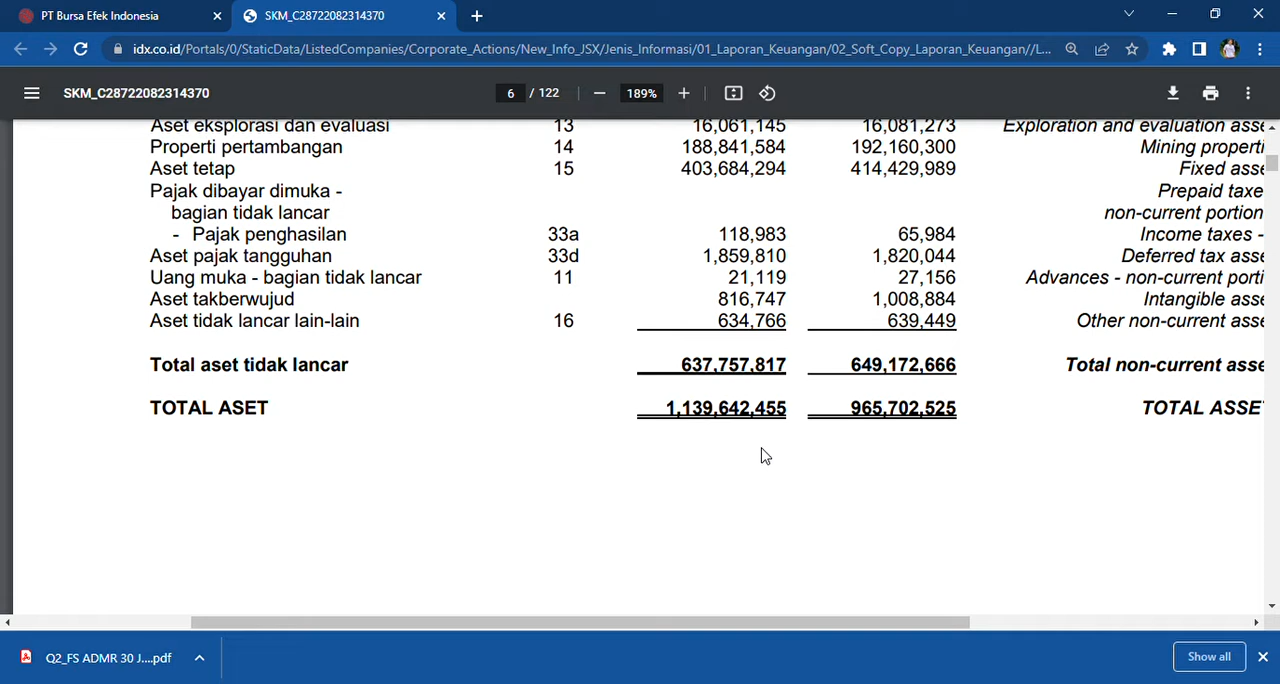 PT Bursa Efek Indonesia
SKM_C28722082314370
idx.co.id/Portals/0/StaticData/ListedCompanies/Corporate_Actions/New_Info_JSX/Jenis_Informasi/01_Laporan_Keuangan/02_Soft_Copy_Laporan_Keuangan//L...
SKM_C28722082314370 6 / 122 189%
Aset eksplorasi dan evaluasi 13 16,061,145 16,081,273 Exploration and evaluation asse
Properti pertambangan 14 188,841,584 192,160,300 Mining properti
Aset tetap 15 403,684,294 414,429,989 Fixed asse
Pajak dibayar dimuka - Prepaid taxe
bagian tidak lancar non-current portion
- Pajak penghasilan 33a 118,983 65,984 Income taxes -
Aset pajak tangguhan 33d 1,859,810 1,820,044 Deferred tax asse
Uang muka - bagian tidak lancar 11 21,119 27,156 Advances - non-current porti
Aset takberwujud 816,747 1,008,884 Intangible asse
Aset tidak lancar lain-lain 16 634,766 639,449 Other non-current asse
Total aset tidak lancar 637,757,817 649,172,666 Total non-current asse
TOTAL ASET 1,139,642,455 965,702,525 TOTAL ASSET
Q2_FS ADMR 30 J....pdf Show all